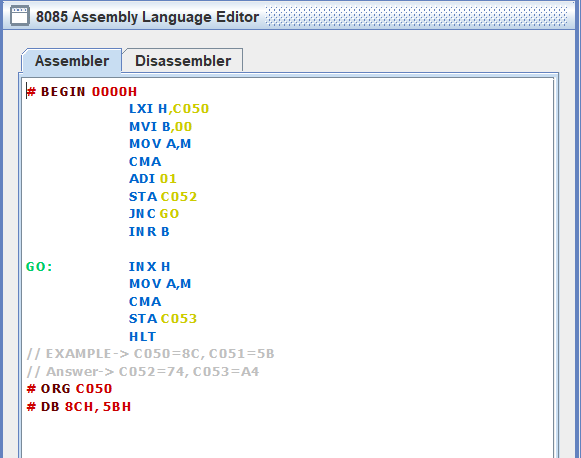 8085 Assembly Language Editor
Assembler Disassembler
# BEGIN 0000H
LXI H,C050
MVI B,00
MOV A,M
CMA
ADI 01
STA C052
JNC GO
INR B
GO: INX H
MOV A,M
CMA
STA C053
HLT
// EXAMPLE-> C050=8C, C051=5B
// Answer-> C052=74, C053=A4
# ORG C050
# DB 8CH, 5BH